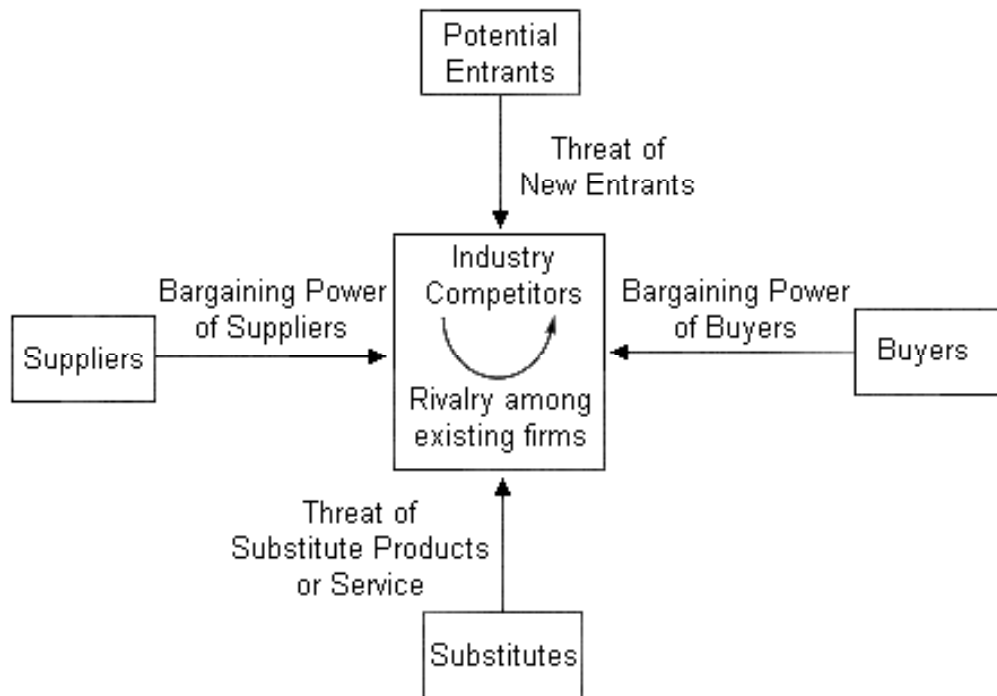 Potential
Entrants
Threat of
New Entrants
Industry
Competitors
Bargaining Power
of Suppliers
Bargaining Power
of Buyers
Suppliers
Buyers
Rivalry among
existing firms
Threat of
Substitute Products
or Service
Substitutes